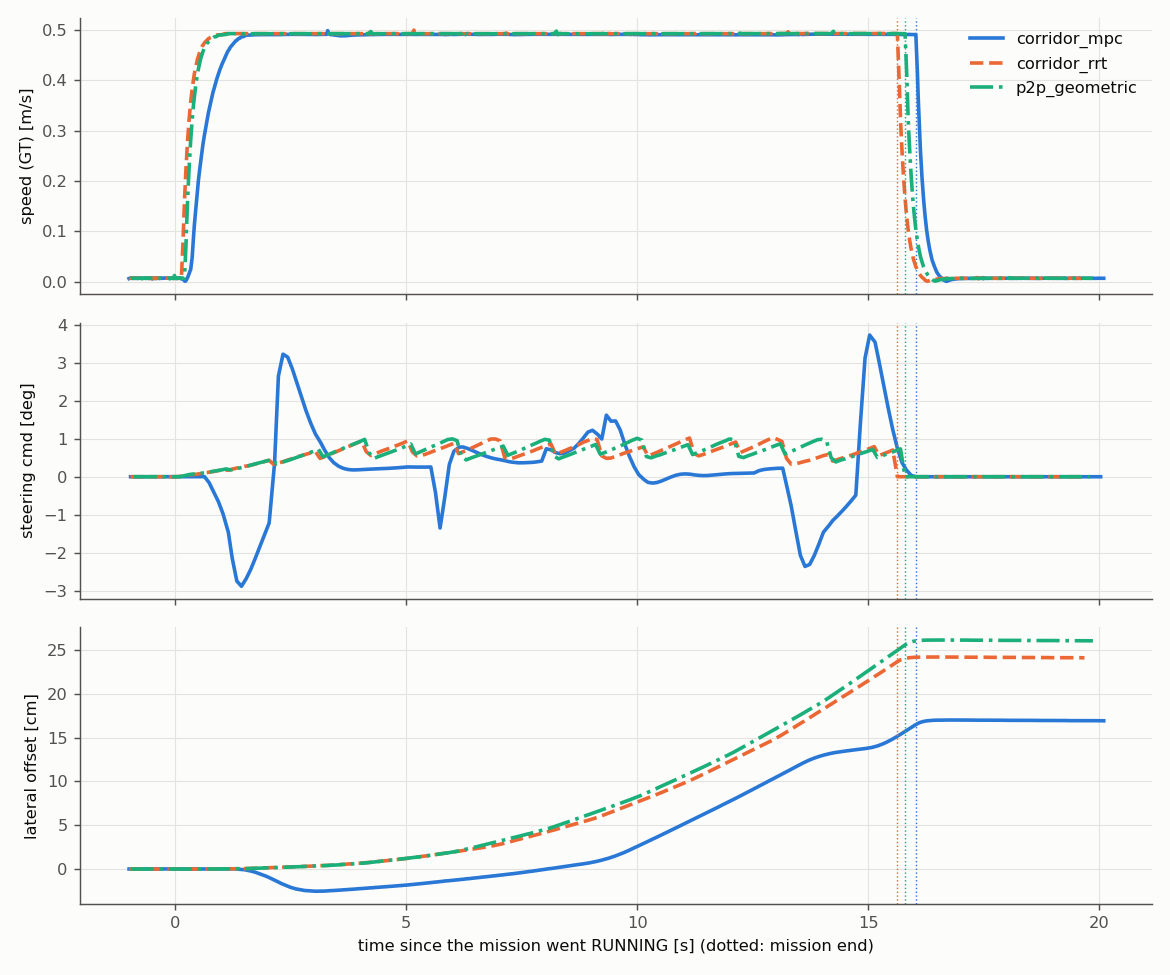 speed (GT) [m/s]
0.5
0.4
0.3
0.2
0.1
0.0
corridor_mpc
corridor_rrt
p2p_geometric
steering cmd [deg]
4
3
2
1
0
−1
−2
−3
lateral offset [cm]
25
20
15
10
5
0
0 5 10 15 20
time since the mission went RUNNING [s] (dotted: mission end)